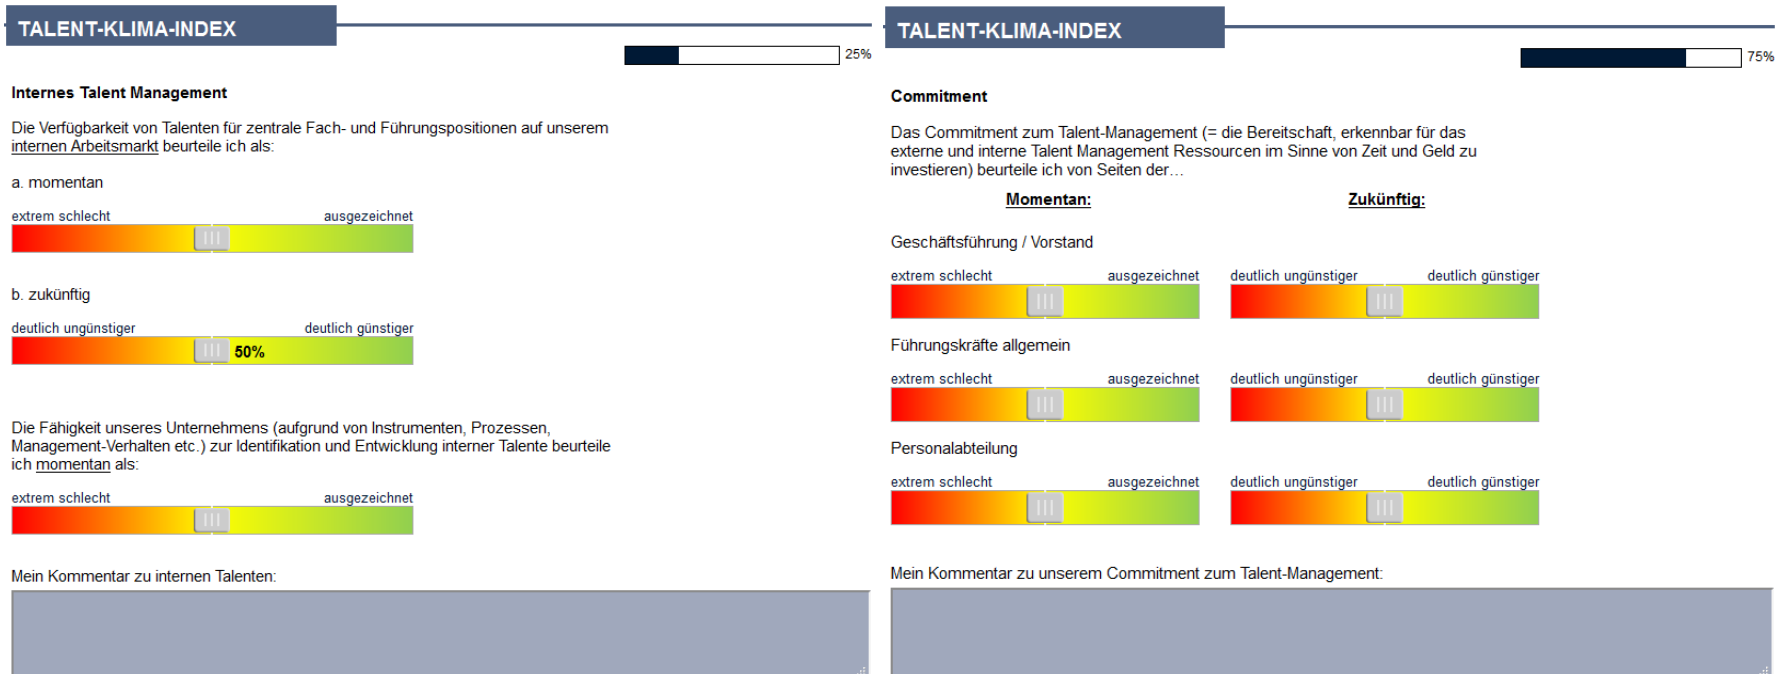 TALENT-KLIMA-INDEX
25%
Internes Talent Management
Die Verfügbarkeit von Talenten für zentrale Fach- und Führungspositionen auf unserem
internen Arbeitsmarkt beurteile ich als:
a. momentan
extrem schlecht ausgezeichnet
b. zukünftig
deutlich ungünstiger deutlich günstiger
50%
Die Fähigkeit unseres Unternehmens (aufgrund von Instrumenten, Prozessen,
Management-Verhalten etc.) zur Identifikation und Entwicklung interner Talente beurteile
ich momentan als:
extrem schlecht ausgezeichnet
Mein Kommentar zu internen Talenten:
TALENT-KLIMA-INDEX
75%
Commitment
Das Commitment zum Talent-Management (= die Bereitschaft, erkennbar für das
externe und interne Talent Management Ressourcen im Sinne von Zeit und Geld zu
investieren) beurteile ich von Seiten der…
Momentan: Zukünftig:
Geschäftsführung / Vorstand
extrem schlecht ausgezeichnet deutlich ungünstiger deutlich günstiger
Führungskräfte allgemein
extrem schlecht ausgezeichnet deutlich ungünstiger deutlich günstiger
Personalabteilung
extrem schlecht ausgezeichnet deutlich ungünstiger deutlich günstiger
Mein Kommentar zu unserem Commitment zum Talent-Management: